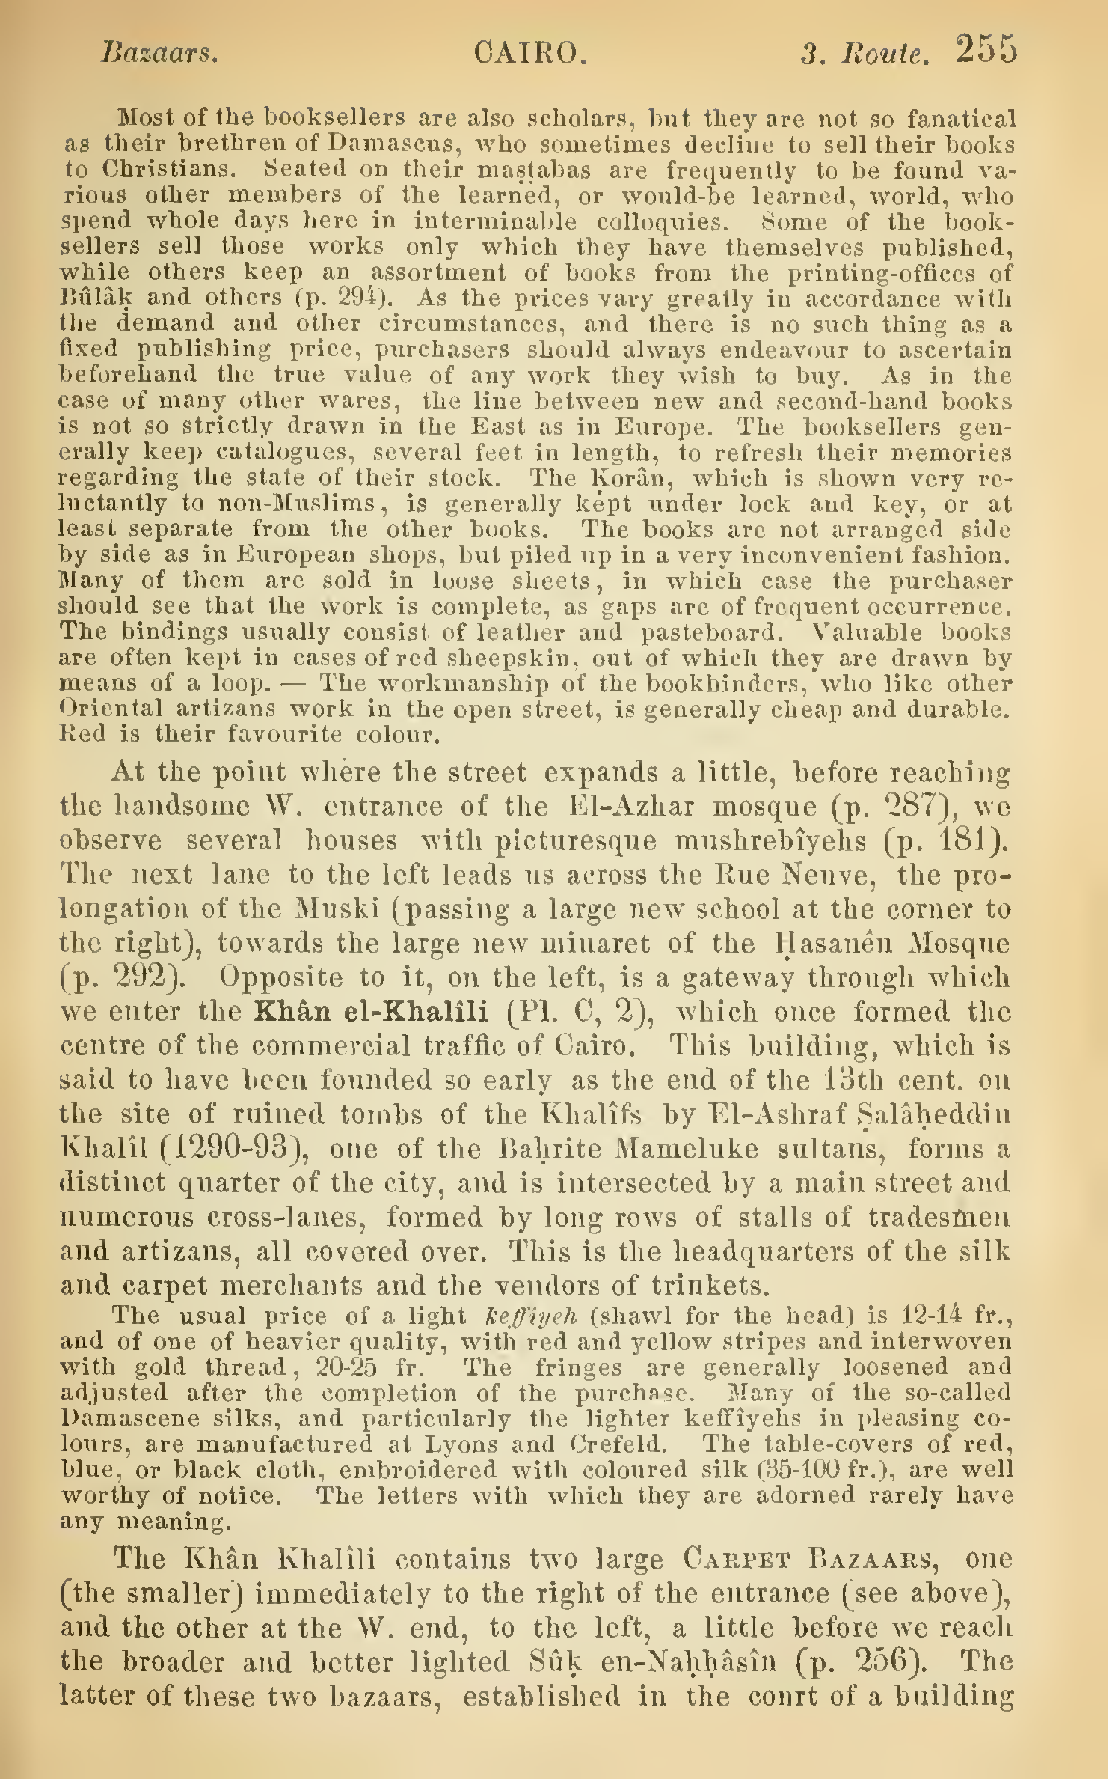 Bazaars. CAIRO. 3. Route. 255
Most of the booksellers are also scholars, but they are not so fanatical
as their brethren of Damascus, who sometimes decline to sell their books
to Christians. Seated on their masṭabas are frequently to be found va-
rious other members of the learned, or would-be learned, world, who
spend whole days here in interminable colloquies. Some of the book-
sellers sell those works only which they have themselves published,
while others keep an assortment of books from the printing-offices of
Bûlâḳ and others (p. 294). As the prices vary greatly in accordance with
the demand and other circumstances, and there is no such thing as a
fixed publishing price, purchasers should always endeavour to ascertain
beforehand the true value of any work they wish to buy. As in the
case of many other wares, the line between new and second-hand books
is not so strictly drawn in the East as in Europe. The booksellers gen-
erally keep catalogues, several feet in length, to refresh their memories
regarding the state of their stock. The Ḳorân, which is shown very re-
luctantly to non-Muslims, is generally kept under lock and key, or at
least separate from the other books. The books are not arranged side
by side as in European shops, but piled up in a very inconvenient fashion.
Many of them are sold in loose sheets, in which case the purchaser
should see that the work is complete, as gaps are of frequent occurrence.
The bindings usually consist of leather and pasteboard. Valuable books
are often kept in cases of red sheepskin, out of which they are drawn by
means of a loop. — The workmanship of the bookbinders, who like other
Oriental artizans work in the open street, is generally cheap and durable.
Red is their favourite colour.
At the point where the street expands a little, before reaching
the handsome W. entrance of the El-Azhar mosque (p. 287), we
observe several houses with picturesque mushrebîyehs (p. 181).
The next lane to the left leads us across the Rue Neuve, the pro-
longation of the Muski (passing a large new school at the corner to
the right), towards the large new minaret of the Ḥasanên Mosque
(p. 292). Opposite to it, on the left, is a gateway through which
we enter the Khân el-Khalîli (Pl. C, 2), which once formed the
centre of the commercial traffic of Cairo. This building, which is
said to have been founded so early as the end of the 13th cent. on
the site of ruined tombs of the Khalîfs by El-Ashraf Ṣalâḥeddin
Khalîl (1290-93), one of the Baḥrite Mameluke sultans, forms a
distinct quarter of the city, and is intersected by a main street and
numerous cross-lanes, formed by long rows of stalls of tradesmen
and artizans, all covered over. This is the headquarters of the silk
and carpet merchants and the vendors of trinkets.
The usual price of a light keffîyeh (shawl for the head) is 12-14 fr.,
and of one of heavier quality, with red and yellow stripes and interwoven
with gold thread, 20-25 fr. The fringes are generally loosened and
adjusted after the completion of the purchase. Many of the so-called
Damascene silks, and particularly the lighter keffîyehs in pleasing co-
lours, are manufactured at Lyons and Crefeld. The table-covers of red,
blue, or black cloth, embroidered with coloured silk (35-100 fr.), are well
worthy of notice. The letters with which they are adorned rarely have
any meaning.
The Khân Khalîli contains two large CARPET BAZAARS, one
(the smaller) immediately to the right of the entrance (see above),
and the other at the W. end, to the left, a little before we reach
the broader and better lighted Sûḳ en-Naḥḥâsîn (p. 256). The
latter of these two bazaars, established in the court of a building